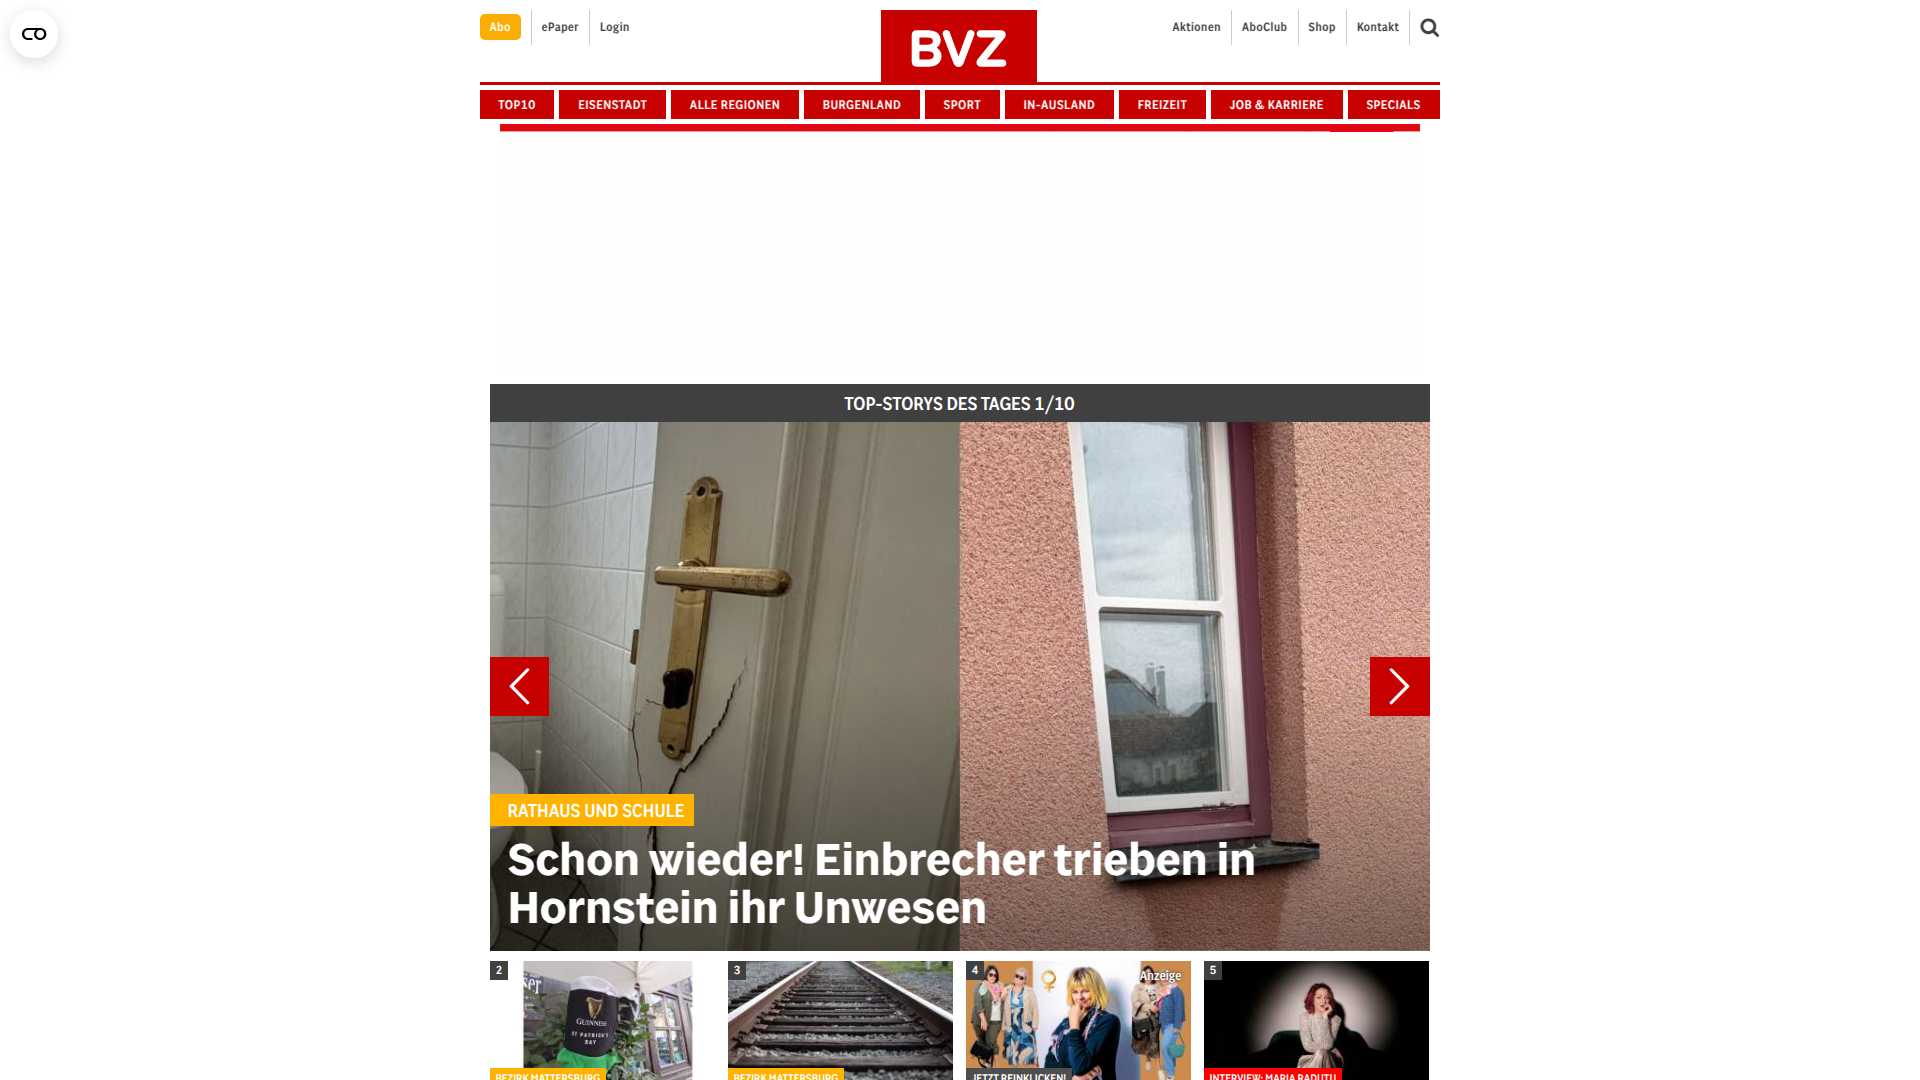 Abo
ePaper
Login
BVZ
Aktionen
AboClub
Shop
Kontakt
TOP10
EISENSTADT
ALLE REGIONEN
BURGENLAND
SPORT
IN-AUSLAND
FREIZEIT
JOB & KARRIERE
SPECIALS
TOP-STORYS DES TAGES 1/10
RATHAUS UND SCHULE
Schon wieder! Einbrecher trieben in
Hornstein ihr Unwesen
2
GUINNESS
ST PATRICK'S
DAY
BEZIRK MATTERSBURG
3
BEZIRK MATTERSBURG
4
Anzeige
JETZT REINKLICKEN!
5
INTERVIEW: MARIA RADUTU